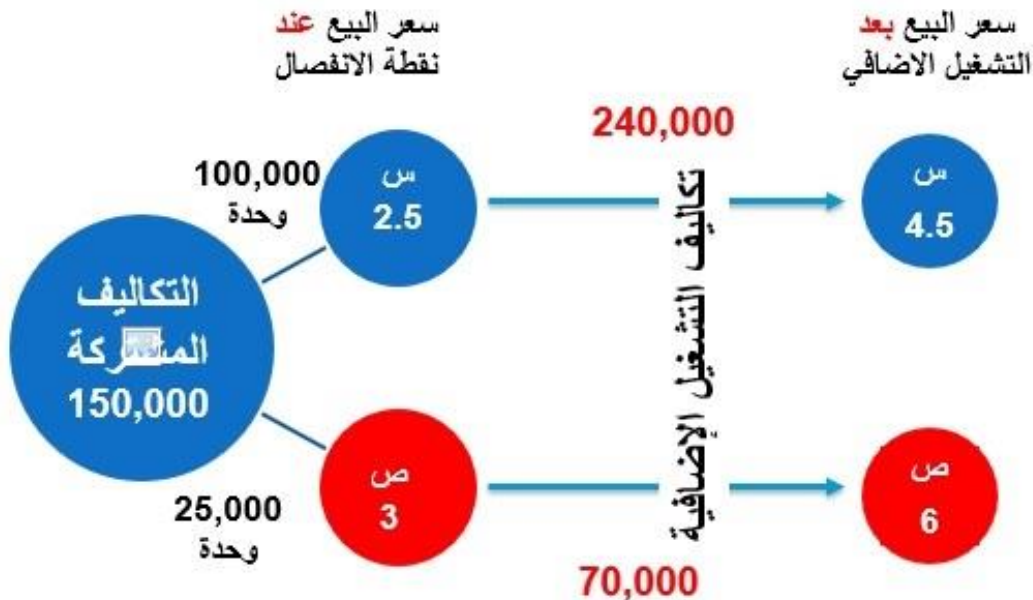 سعر البيع عند
نقطة الانفصال
سعر البيع بعد
التشغيل الاضافي
240,000
100,000
وحدة
س
2.5
س
4.5
التكاليف
150,000
تكاليف التشغيل الإضافية
25,000
وحدة
ص
3
ص
6
70,000